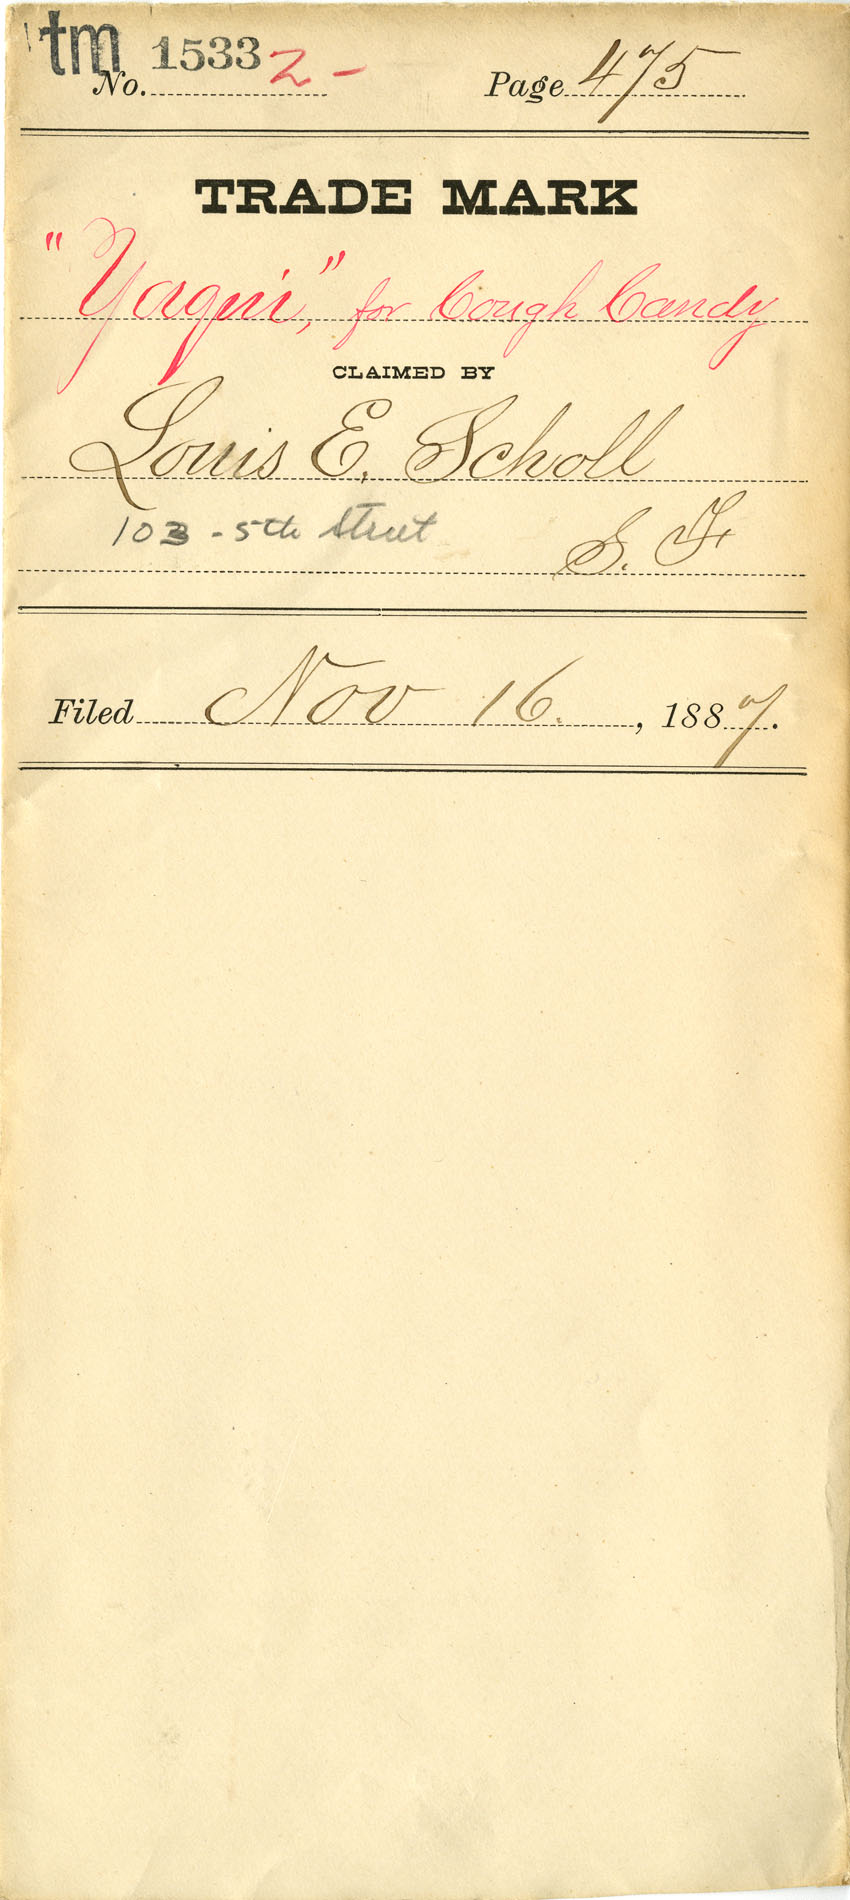 tm 1533 2 -
No. Page 475
TRADE MARK
"Yaqui," for Cough Candy
CLAIMED BY
Louis E. Scholl
103 - 5th Street S. F
Filed Nov 16. , 1887.